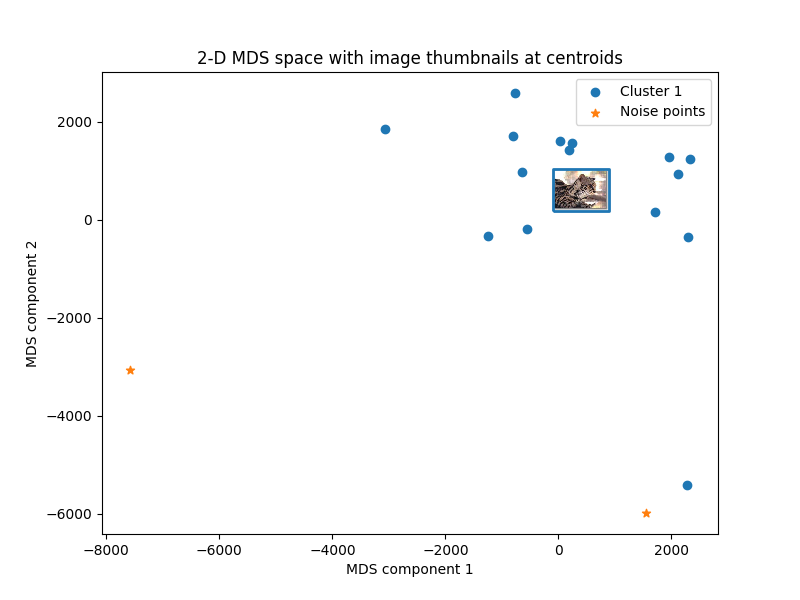 2-D MDS space with image thumbnails at centroids
Cluster 1
Noise points
2000
0
−2000
−4000
−6000
MDS component 2
−8000
−6000
−4000
−2000
0
2000
MDS component 1